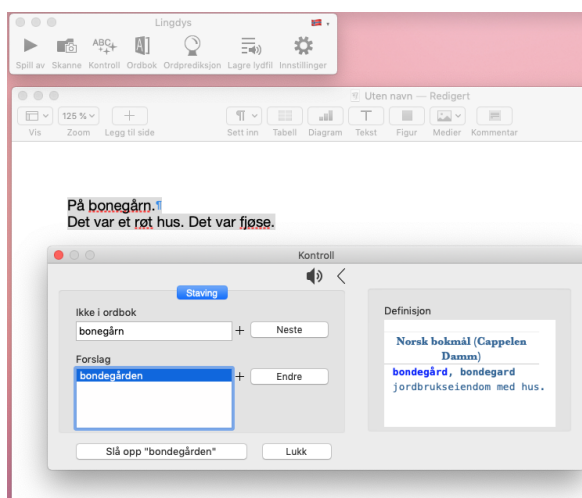 Lingdys
ABC
A
Spill av Skanne Kontroll Ordbok Ordprediksjon Lagre lydfil Innstillinger
Uten navn — Redigert
125 %
Vis Zoom Legg til side Sett inn Tabell Diagram Tekst Figur Medier Kommentar
På bonegårn.¶
Det var et røt hus. Det var fjøse.
Kontroll
Staving
Ikke i ordbok
bonegårn + Neste
Forslag
bondegården + Endre
Slå opp "bondegården" Lukk
Definisjon
Norsk bokmål (Cappelen
Damm)
bondegård, bondegard
jordbrukseiendom med hus.